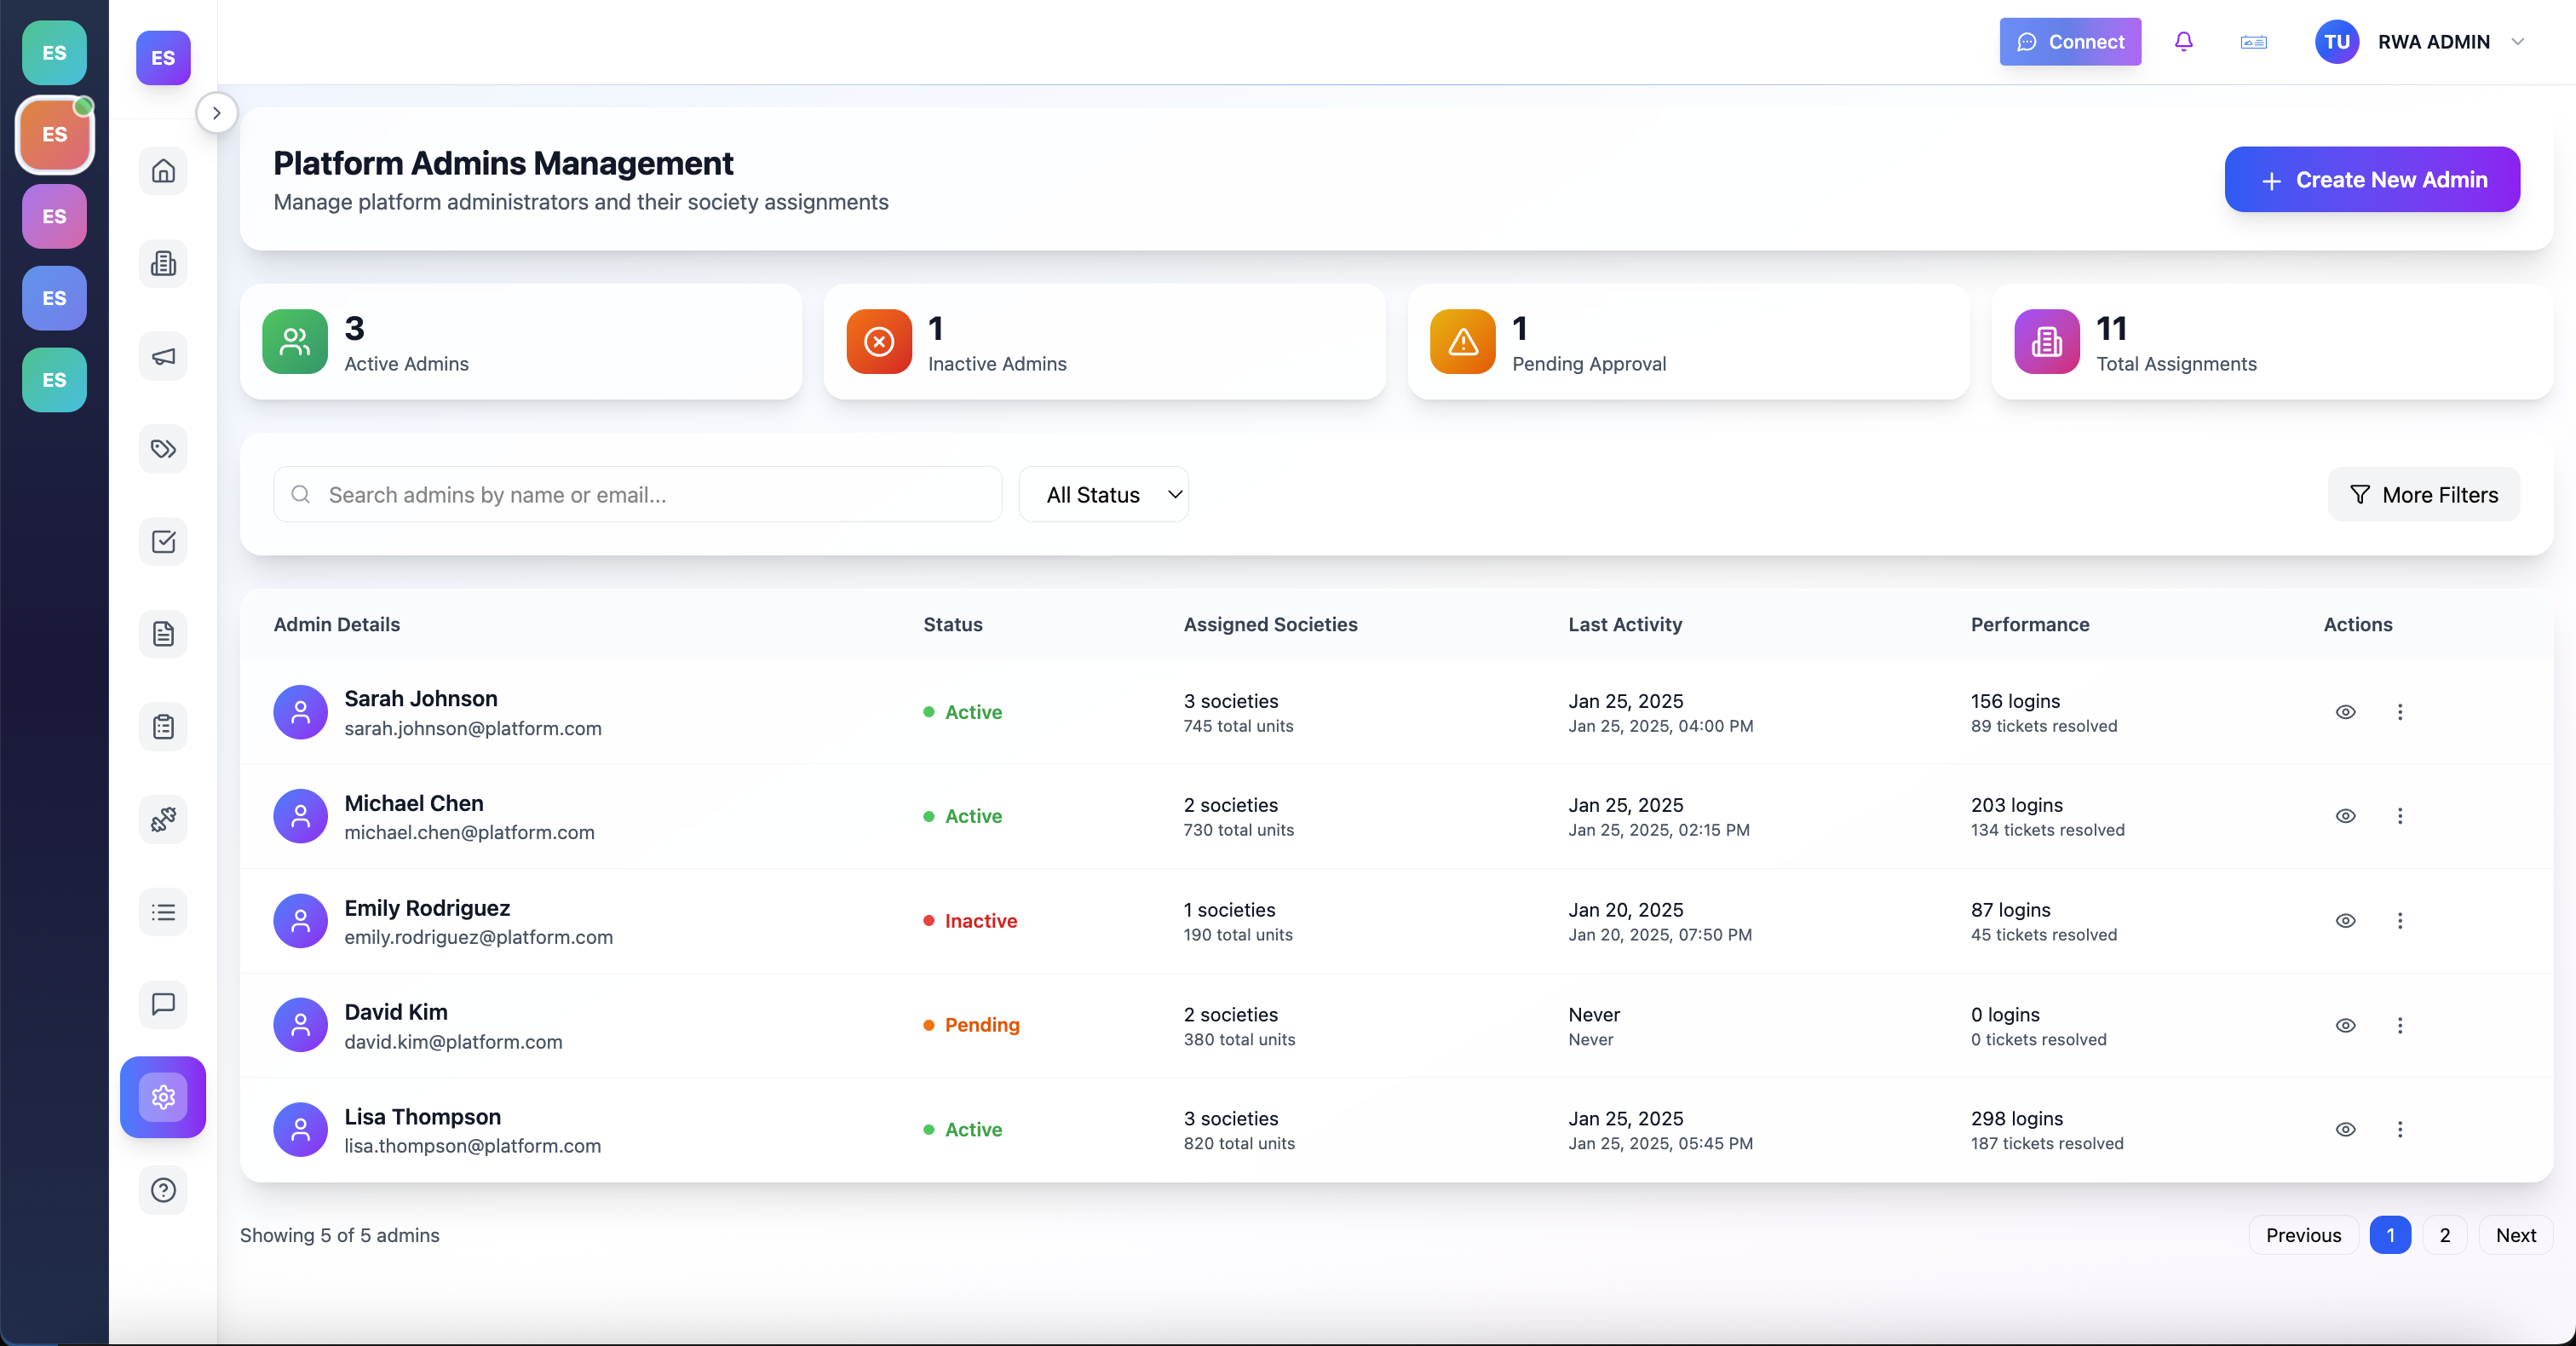 ES
ES
ES
ES
ES
ES
Connect
TU
RWA ADMIN
Platform Admins Management
Manage platform administrators and their society assignments
+ Create New Admin
3
Active Admins
1
Inactive Admins
1
Pending Approval
11
Total Assignments
Search admins by name or email...
All Status
More Filters
Admin Details Status Assigned Societies Last Activity Performance Actions
Sarah Johnson
sarah.johnson@platform.com
Active
3 societies
745 total units
Jan 25, 2025
Jan 25, 2025, 04:00 PM
156 logins
89 tickets resolved
Michael Chen
michael.chen@platform.com
Active
2 societies
730 total units
Jan 25, 2025
Jan 25, 2025, 02:15 PM
203 logins
134 tickets resolved
Emily Rodriguez
emily.rodriguez@platform.com
Inactive
1 societies
190 total units
Jan 20, 2025
Jan 20, 2025, 07:50 PM
87 logins
45 tickets resolved
David Kim
david.kim@platform.com
Pending
2 societies
380 total units
Never
Never
0 logins
0 tickets resolved
Lisa Thompson
lisa.thompson@platform.com
Active
3 societies
820 total units
Jan 25, 2025
Jan 25, 2025, 05:45 PM
298 logins
187 tickets resolved
Showing 5 of 5 admins
Previous 1 2 Next